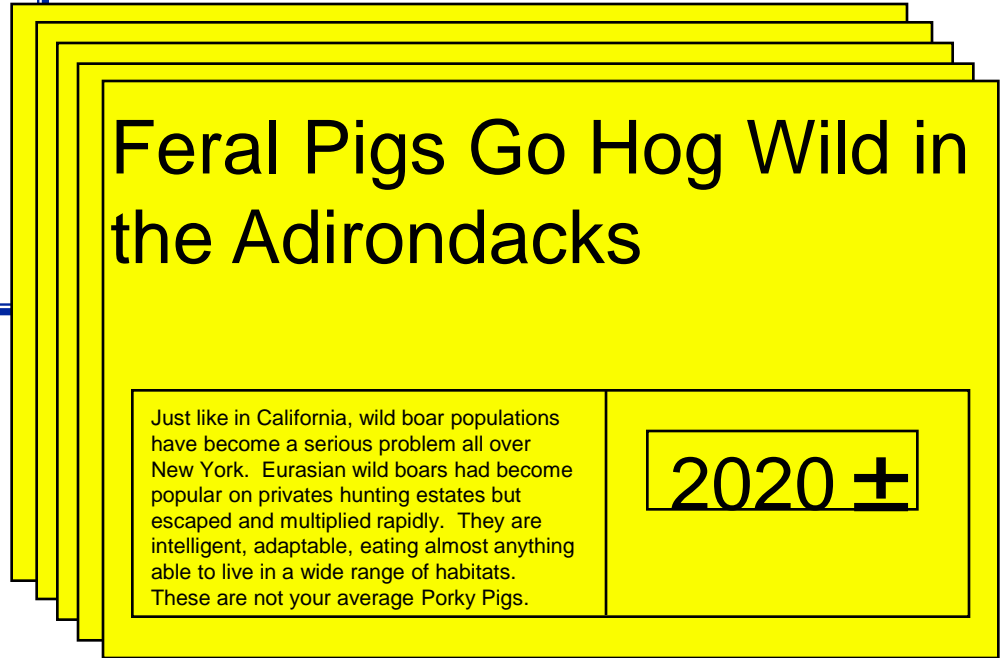 Feral Pigs Go Hog Wild in
the Adirondacks
Just like in California, wild boar populations
have become a serious problem all over
New York.  Eurasian wild boars had become
popular on privates hunting estates but
escaped and multiplied rapidly.  They are
intelligent, adaptable, eating almost anything
able to live in a wide range of habitats.
These are not your average Porky Pigs.
2020 ±